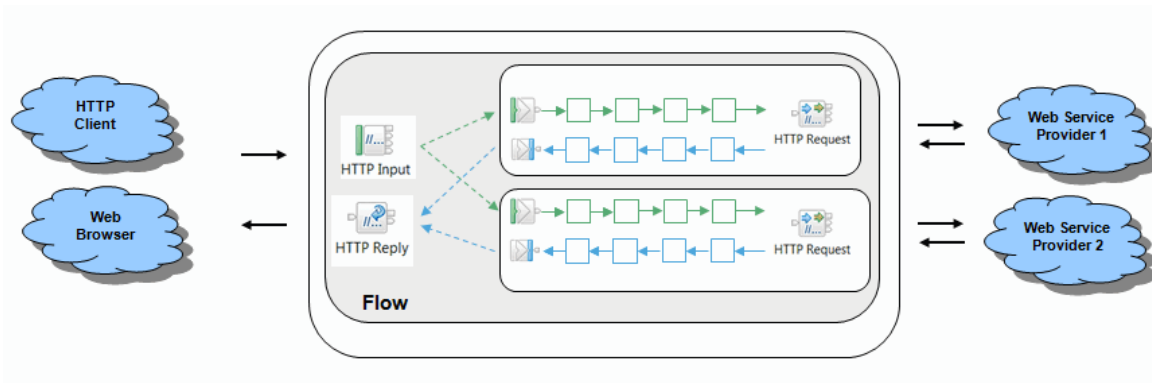 HTTP
Client
Web
Browser
HTTP Input
HTTP Reply
Flow
HTTP Request
HTTP Request
Web Service
Provider 1
Web Service
Provider 2